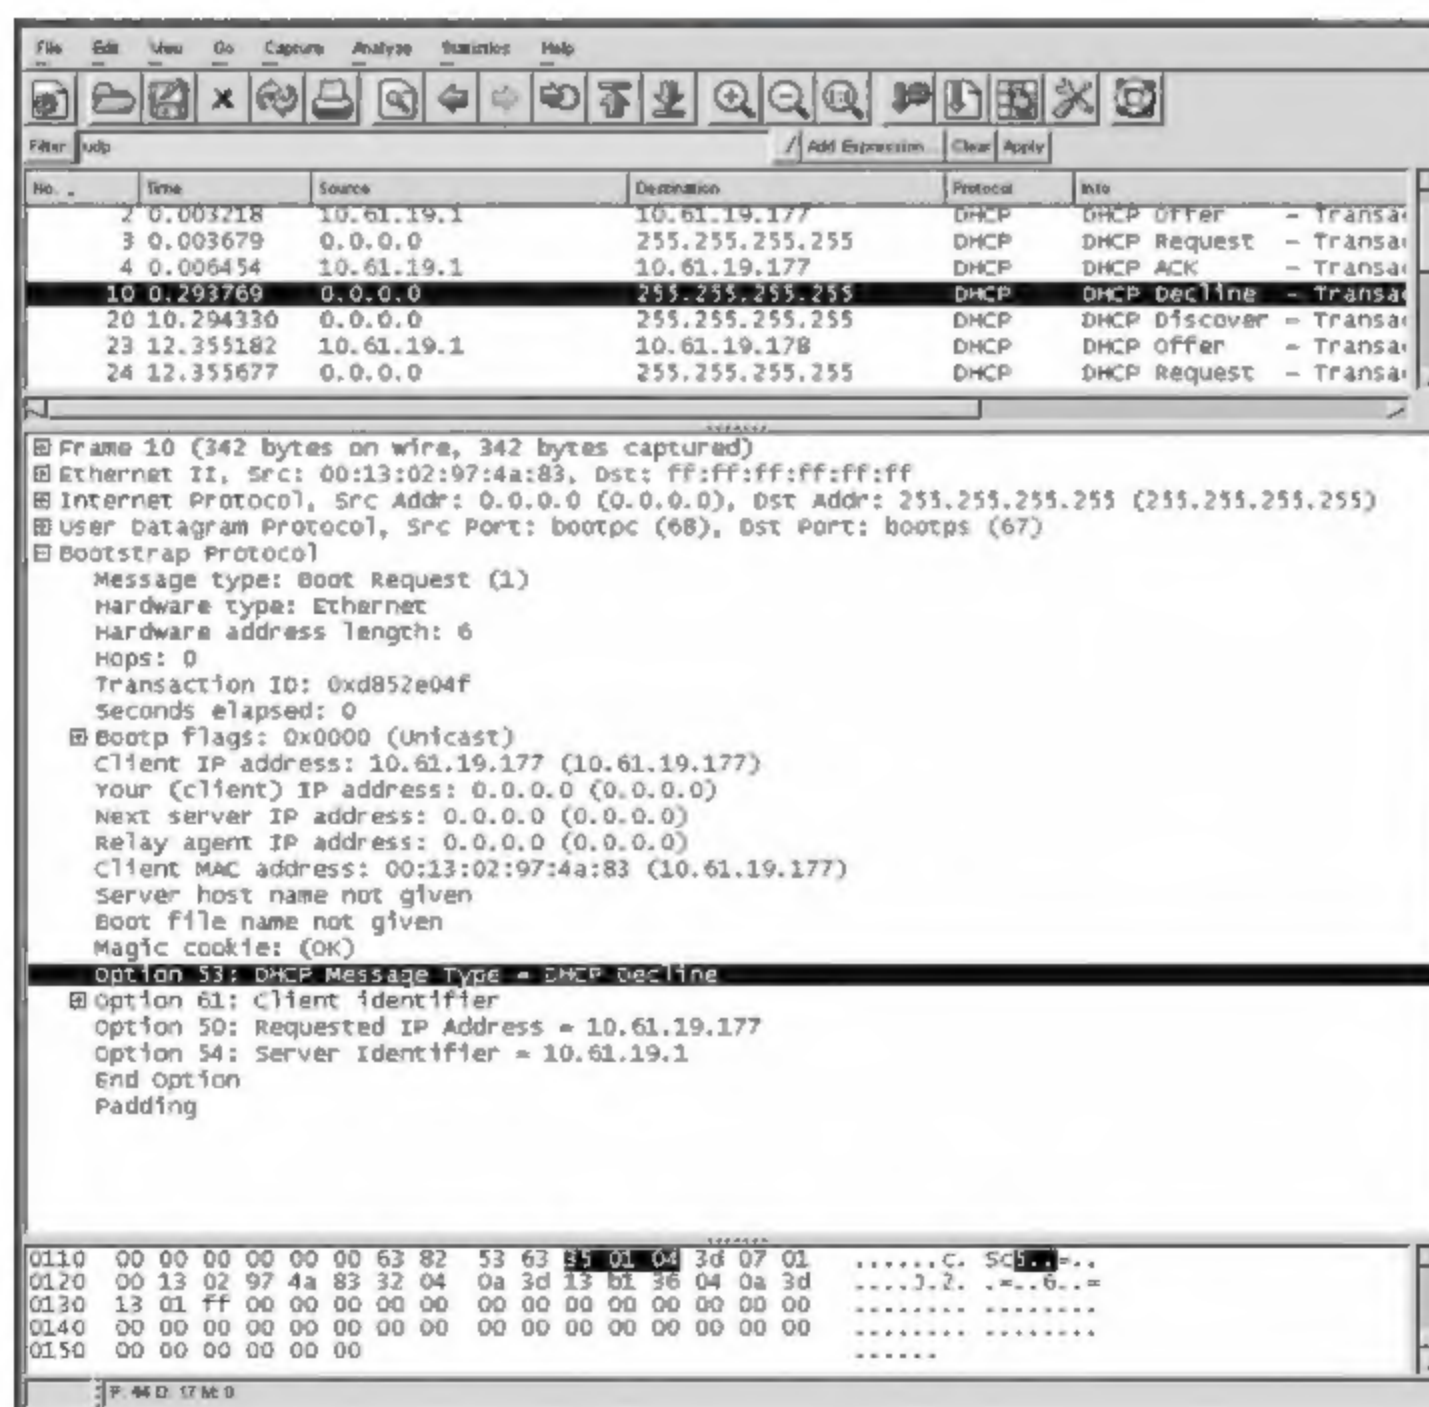 File Edit View Go Capture Analyze Statistics Help
Filter udp Add Expression... Clear Apply
No. . Time Source Destination Protocol Info
2 0.003218 10.61.19.1 10.61.19.177 DHCP DHCP Offer - Transa
3 0.003679 0.0.0.0 255.255.255.255 DHCP DHCP Request - Transa
4 0.006454 10.61.19.1 10.61.19.177 DHCP DHCP ACK - Transa
10 0.293769 0.0.0.0 255.255.255.255 DHCP DHCP Decline - Transa
20 10.294330 0.0.0.0 255.255.255.255 DHCP DHCP Discover - Transa
23 12.355182 10.61.19.1 10.61.19.178 DHCP DHCP Offer - Transa
24 12.355677 0.0.0.0 255.255.255.255 DHCP DHCP Request - Transa
Frame 10 (342 bytes on wire, 342 bytes captured)
Ethernet II, Src: 00:13:02:97:4a:83, Dst: ff:ff:ff:ff:ff:ff
Internet Protocol, Src Addr: 0.0.0.0 (0.0.0.0), Dst Addr: 255.255.255.255 (255.255.255.255)
User Datagram Protocol, Src Port: bootpc (68), Dst Port: bootps (67)
Bootstrap Protocol
Message type: Boot Request (1)
Hardware type: Ethernet
Hardware address length: 6
Hops: 0
Transaction ID: 0xd852e04f
Seconds elapsed: 0
Bootp flags: 0x0000 (Unicast)
Client IP address: 10.61.19.177 (10.61.19.177)
Your (client) IP address: 0.0.0.0 (0.0.0.0)
Next server IP address: 0.0.0.0 (0.0.0.0)
Relay agent IP address: 0.0.0.0 (0.0.0.0)
Client MAC address: 00:13:02:97:4a:83 (10.61.19.177)
Server host name not given
Boot file name not given
Magic cookie: (OK)
Option 53: DHCP Message Type = DHCP Decline
Option 61: Client identifier
Option 50: Requested IP Address = 10.61.19.177
Option 54: Server Identifier = 10.61.19.1
End Option
Padding
0110 00 00 00 00 00 00 63 82 53 63 35 01 04 3d 07 01 ......c. Sc5..=..
0120 00 13 02 97 4a 83 32 04 0a 3d 13 b1 36 04 0a 3d ....J.2. .=..6..=
0130 13 01 ff 00 00 00 00 00 00 00 00 00 00 00 00 00 ........ ........
0140 00 00 00 00 00 00 00 00 00 00 00 00 00 00 00 00 ........ ........
0150 00 00 00 00 00 00 ......
P: 44 D: 17 M: 0